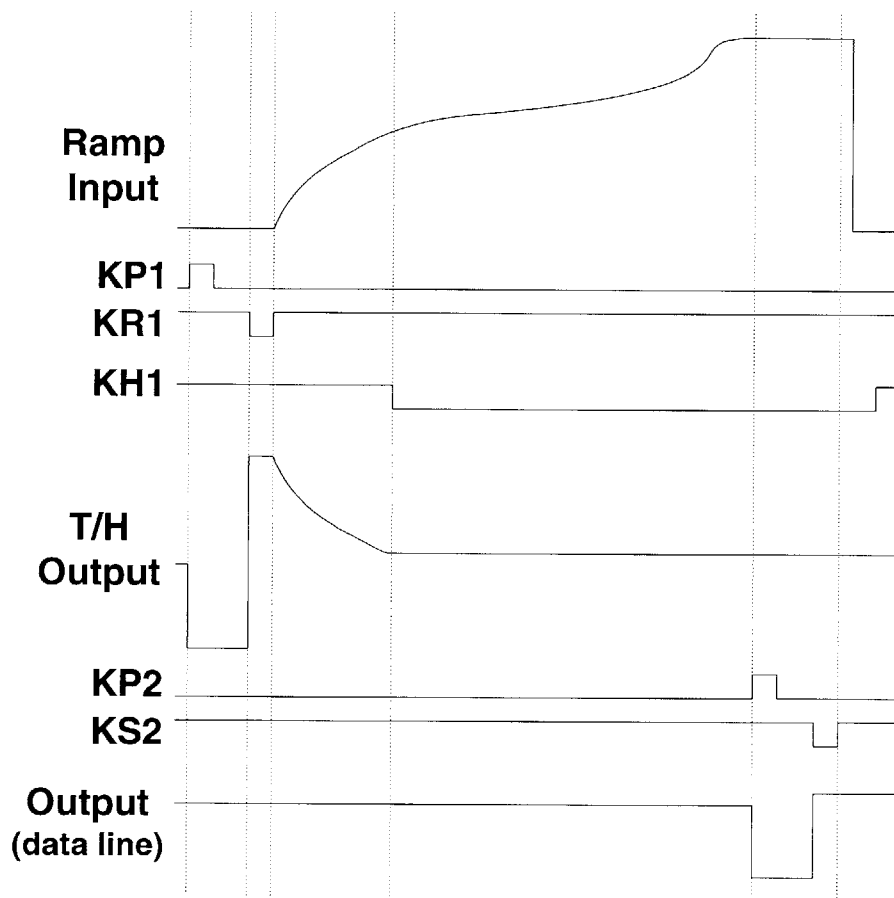 Ramp
Input
KP1
KR1
KH1
T/H
Output
KP2
KS2
Output
(data line)